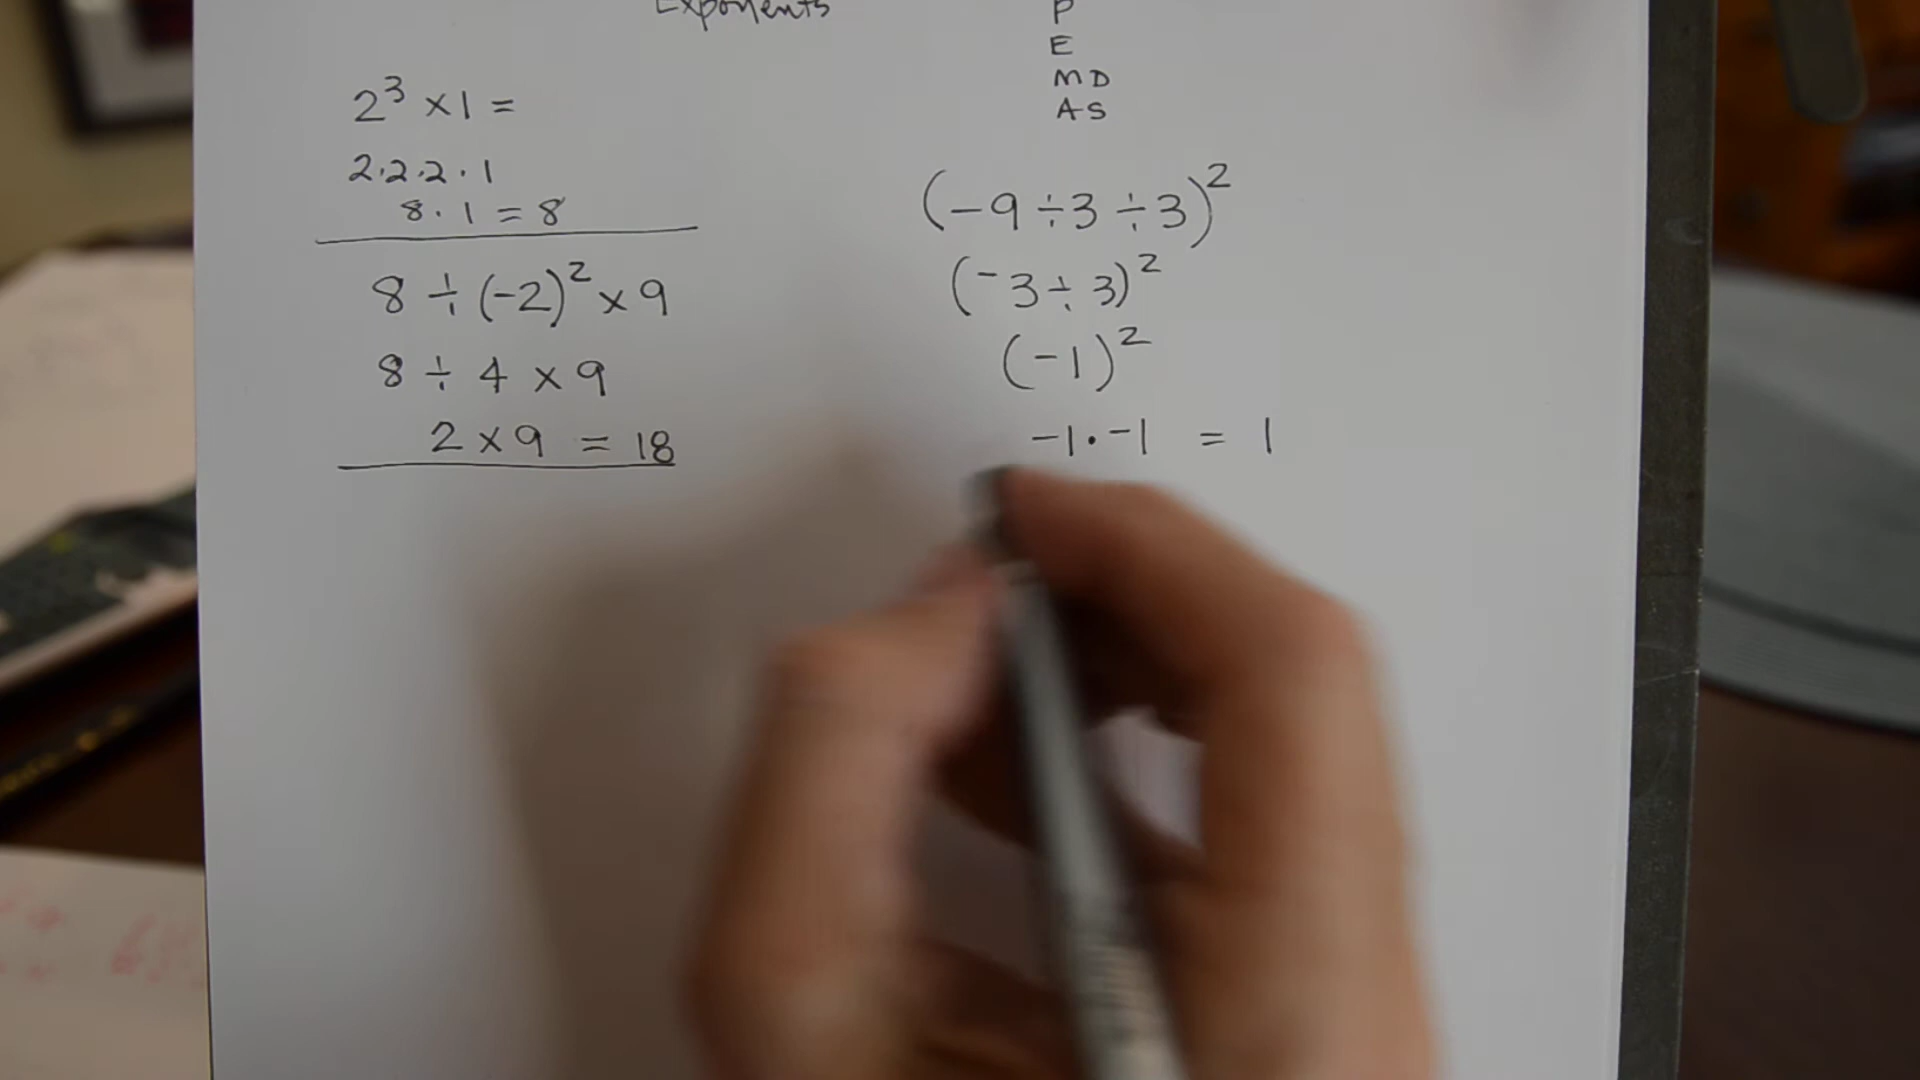 Exponents
P
E
MD
AS
2³ × 1 =
2·2·2·1
8·1 = 8
8 ÷ (-2)² × 9
8 ÷ 4 × 9
2 × 9 = 18
(-9 ÷ 3 ÷ 3)²
(-3 ÷ 3)²
(-1)²
-1 · -1 = 1